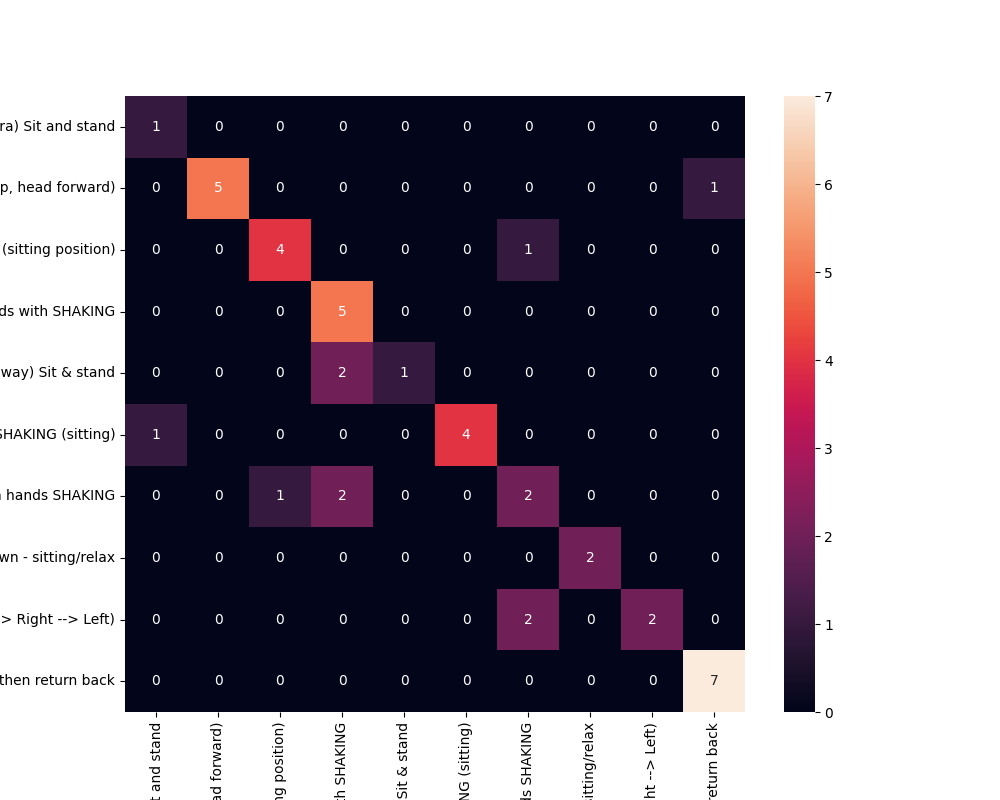 ra) Sit and stand 1 0 0 0 0 0 0 0 0 0
p, head forward) 0 5 0 0 0 0 0 0 0 1
(sitting position) 0 0 4 0 0 0 1 0 0 0
ds with SHAKING 0 0 0 5 0 0 0 0 0 0
way) Sit & stand 0 0 0 2 1 0 0 0 0 0
SHAKING (sitting) 1 0 0 0 0 4 0 0 0 0
hands SHAKING 0 0 1 2 0 0 2 0 0 0
wn - sitting/relax 0 0 0 0 0 0 0 2 0 0
> Right --> Left) 0 0 0 0 0 0 2 0 2 0
then return back 0 0 0 0 0 0 0 0 0 7
t and stand
ad forward)
ng position)
h SHAKING
Sit & stand
NG (sitting)
ds SHAKING
sitting/relax
ht --> Left)
return back
7
6
5
4
3
2
1
0